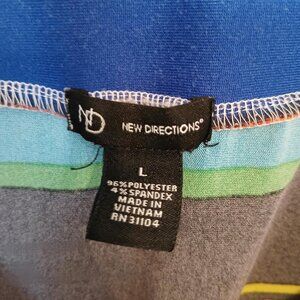 ND
NEW DIRECTIONS®
L
96% POLYESTER
4% SPANDEX
MADE IN
VIETNAM
RN 31104